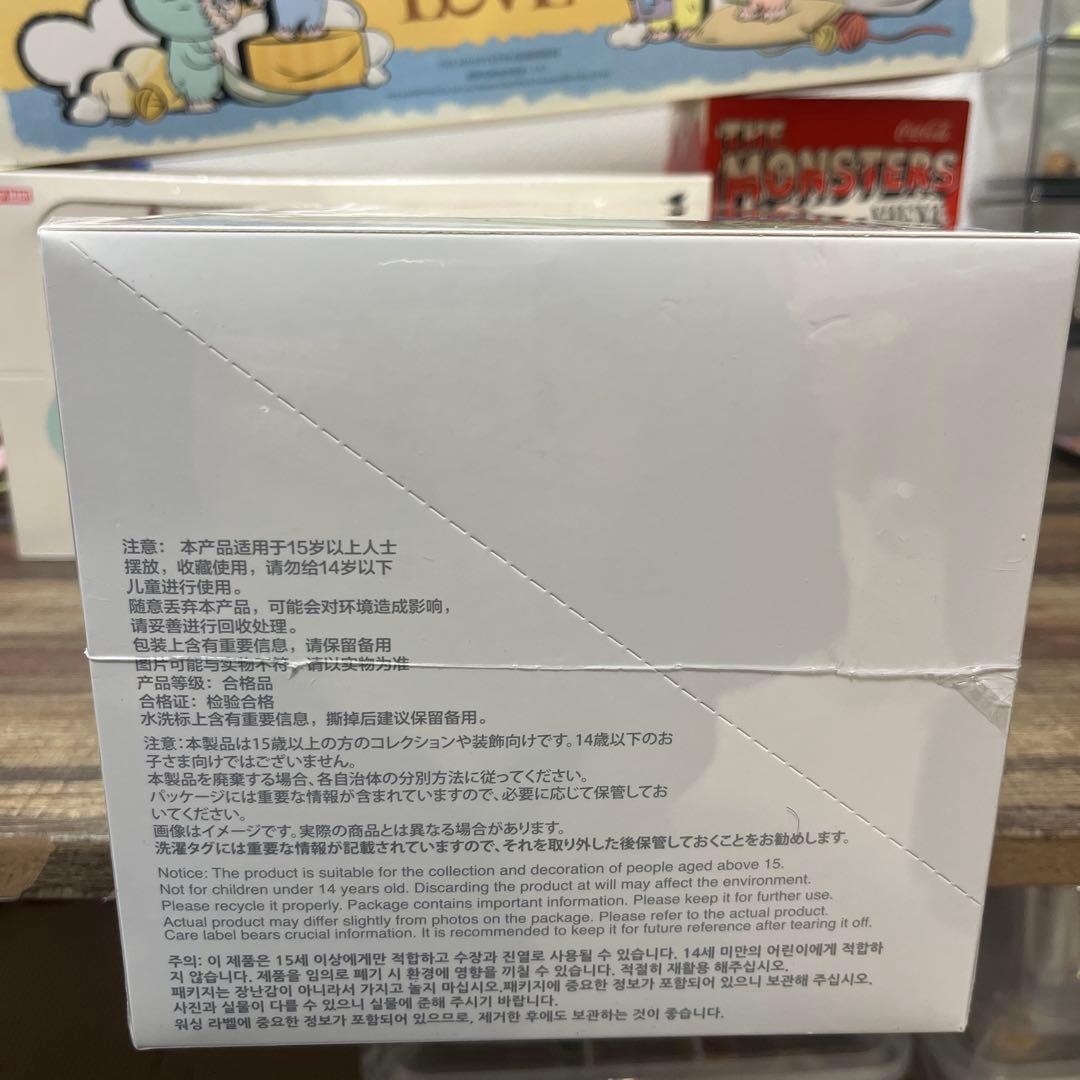 LOVE
THE
MONSTERS
Coca-Cola
注意： 本产品适用于15岁以上人士
摆放，收藏使用，请勿给14岁以下
儿童进行使用。
随意丢弃本产品，可能会对环境造成影响，
请妥善进行回收处理。
包装上含有重要信息，请保留备用
图片可能与实物不符，请以实物为准
产品等级：合格品
合格证：检验合格
水洗标上含有重要信息，撕掉后建议保留备用。
注意：本製品は15歳以上の方のコレクションや装飾向けです。14歳以下のお
子さま向けではございません。
本製品を廃棄する場合、各自治体の分別方法に従ってください。
パッケージには重要な情報が含まれていますので、必要に応じて保管してお
いてください。
画像はイメージです。実際の商品とは異なる場合があります。
洗濯タグには重要な情報が記載されていますので、それを取り外した後保管しておくことをお勧めします。
Notice: The product is suitable for the collection and decoration of people aged above 15.
Not for children under 14 years old. Discarding the product at will may affect the environment.
Please recycle it properly. Package contains important information. Please keep it for further use.
Actual product may differ slightly from photos on the package. Please refer to the actual product.
Care label bears crucial information. It is recommended to keep it for future reference after tearing it off.
주의: 이 제품은 15세 이상에게만 적합하고 수장과 진열로 사용될 수 있습니다. 14세 미만의 어린이에게 적합하
지 않습니다. 제품을 임의로 폐기 시 환경에 영향을 끼칠 수 있습니다. 적절히 재활용 해주십시오.
패키지는 장난감이 아니라서 가지고 놀지 마십시오.패키지에 중요한 정보가 포함되어 있으니 보관해 주십시오.
사진과 실물이 다를 수 있으니 실물에 준해 주시기 바랍니다.
워싱 라벨에 중요한 정보가 포함되어 있으므로, 제거한 후에도 보관하는 것이 좋습니다.